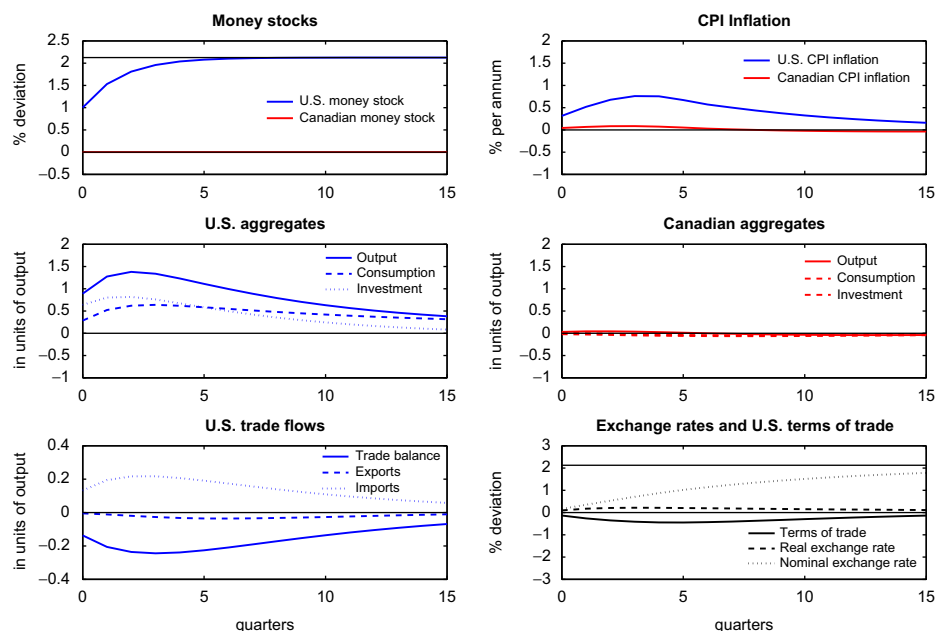 Money stocks
% deviation
2.5
2
1.5
1
0.5
0
−0.5
U.S. money stock
Canadian money stock
0 5 10 15
CPI Inflation
% per annum
2
1.5
1
0.5
0
−0.5
−1
U.S. CPI inflation
Canadian CPI inflation
0 5 10 15
U.S. aggregates
in units of output
2
1.5
1
0.5
0
−0.5
−1
Output
Consumption
Investment
0 5 10 15
Canadian aggregates
in units of output
2
1.5
1
0.5
0
−0.5
−1
Output
Consumption
Investment
0 5 10 15
U.S. trade flows
in units of output
0.4
0.2
0
−0.2
−0.4
Trade balance
Exports
Imports
0 5 10 15
quarters
Exchange rates and U.S. terms of trade
% deviation
3
2
1
0
−1
−2
−3
Terms of trade
Real exchange rate
Nominal exchange rate
0 5 10 15
quarters